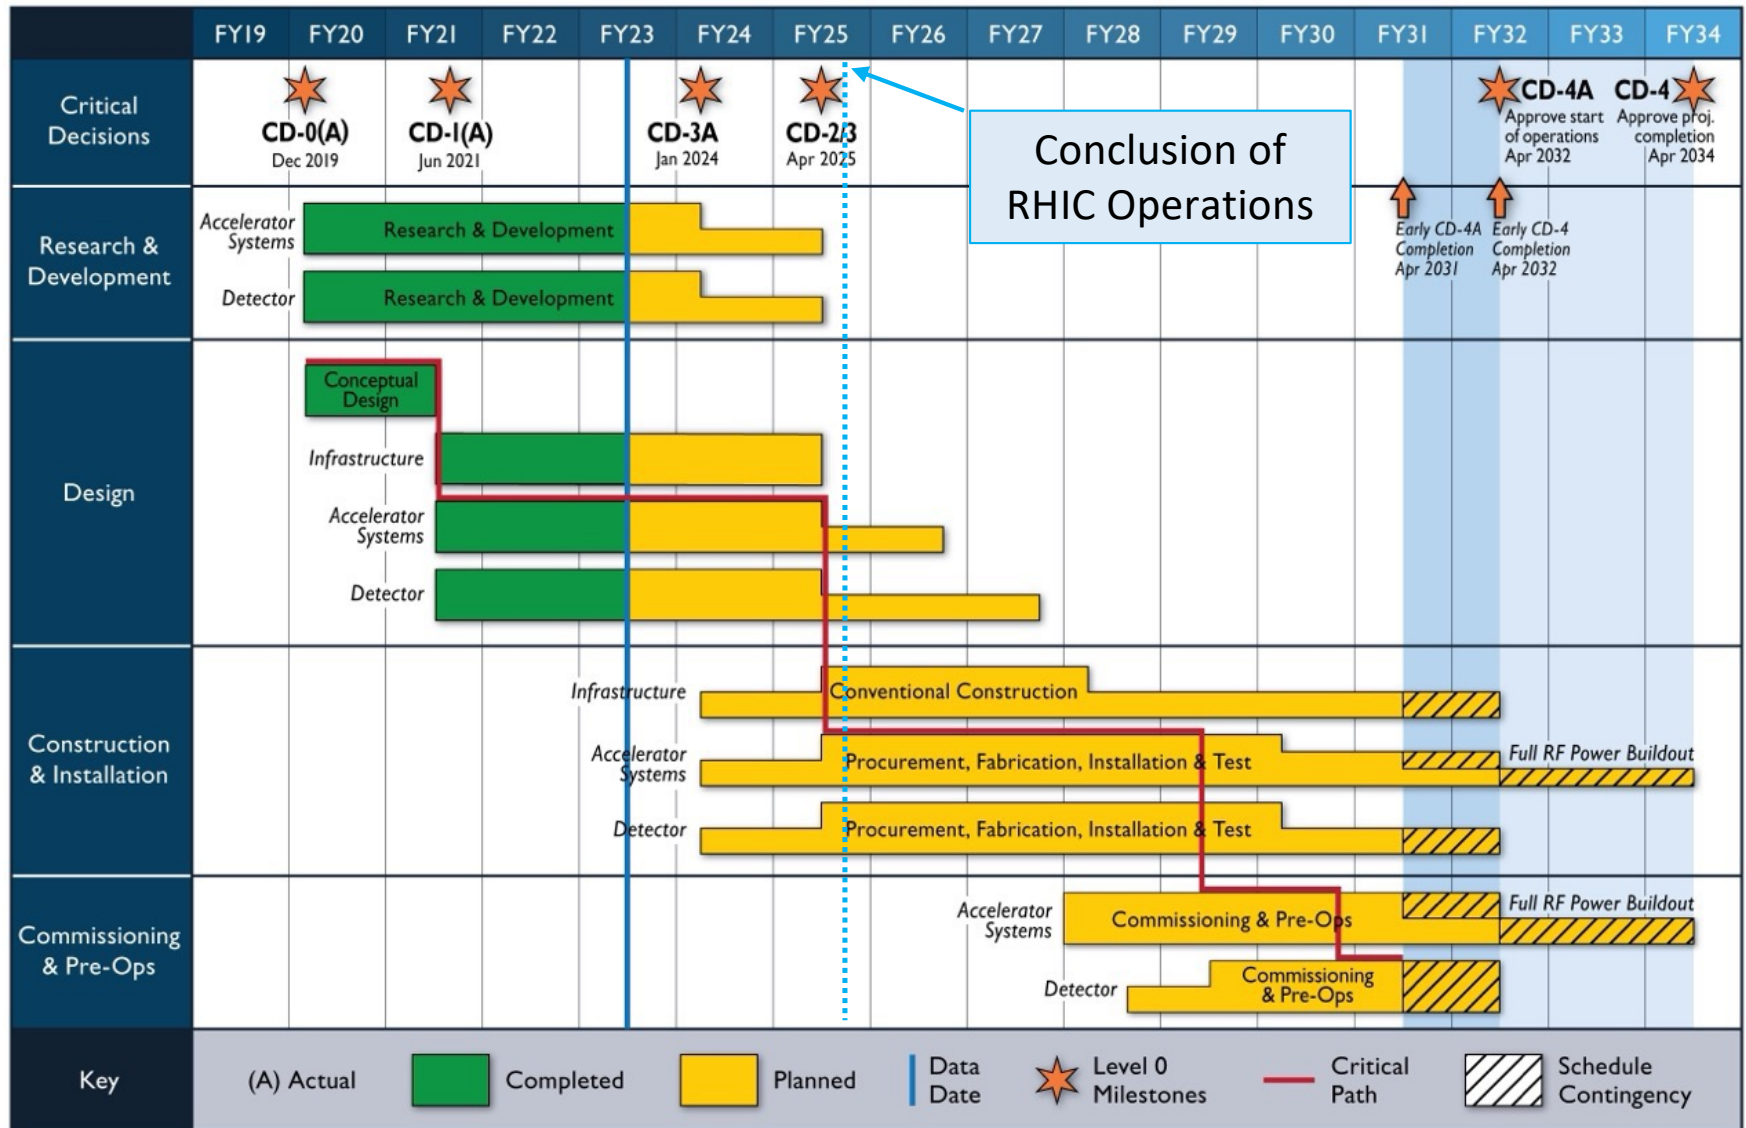 FY19 FY20 FY21 FY22 FY23 FY24 FY25 FY26 FY27 FY28 FY29 FY30 FY31 FY32 FY33 FY34
Critical
Decisions
CD-0(A)
Dec 2019
CD-1(A)
Jun 2021
CD-3A
Jan 2024
CD-2/3
Apr 2025
Conclusion of
RHIC Operations
CD-4A
Approve start
of operations
Apr 2032
CD-4
Approve proj.
completion
Apr 2034
Early CD-4A
Completion
Apr 2031
Early CD-4
Completion
Apr 2032
Research &
Development
Accelerator
Systems
Research & Development
Detector
Research & Development
Design
Conceptual
Design
Infrastructure
Accelerator
Systems
Detector
Construction
& Installation
Infrastructure
Conventional Construction
Accelerator
Systems
Procurement, Fabrication, Installation & Test
Full RF Power Buildout
Detector
Procurement, Fabrication, Installation & Test
Commissioning
& Pre-Ops
Accelerator
Systems
Commissioning & Pre-Ops
Full RF Power Buildout
Detector
Commissioning
& Pre-Ops
Key
(A) Actual
Completed
Planned
Data
Date
Level 0
Milestones
Critical
Path
Schedule
Contingency